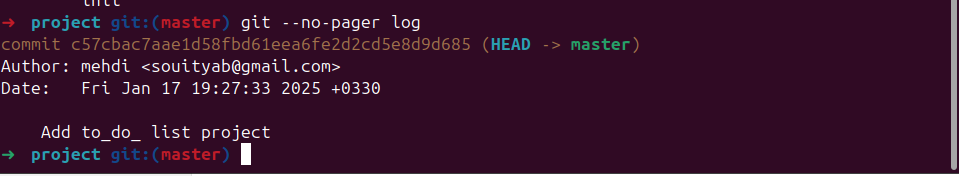 init
→ project git:(master) git --no-pager log
commit c57cbac7aae1d58fbd61eea6fe2d2cd5e8d9d685 (HEAD -> master)
Author: mehdi <souityab@gmail.com>
Date:   Fri Jan 17 19:27:33 2025 +0330
Add to_do_ list project
→ project git:(master)